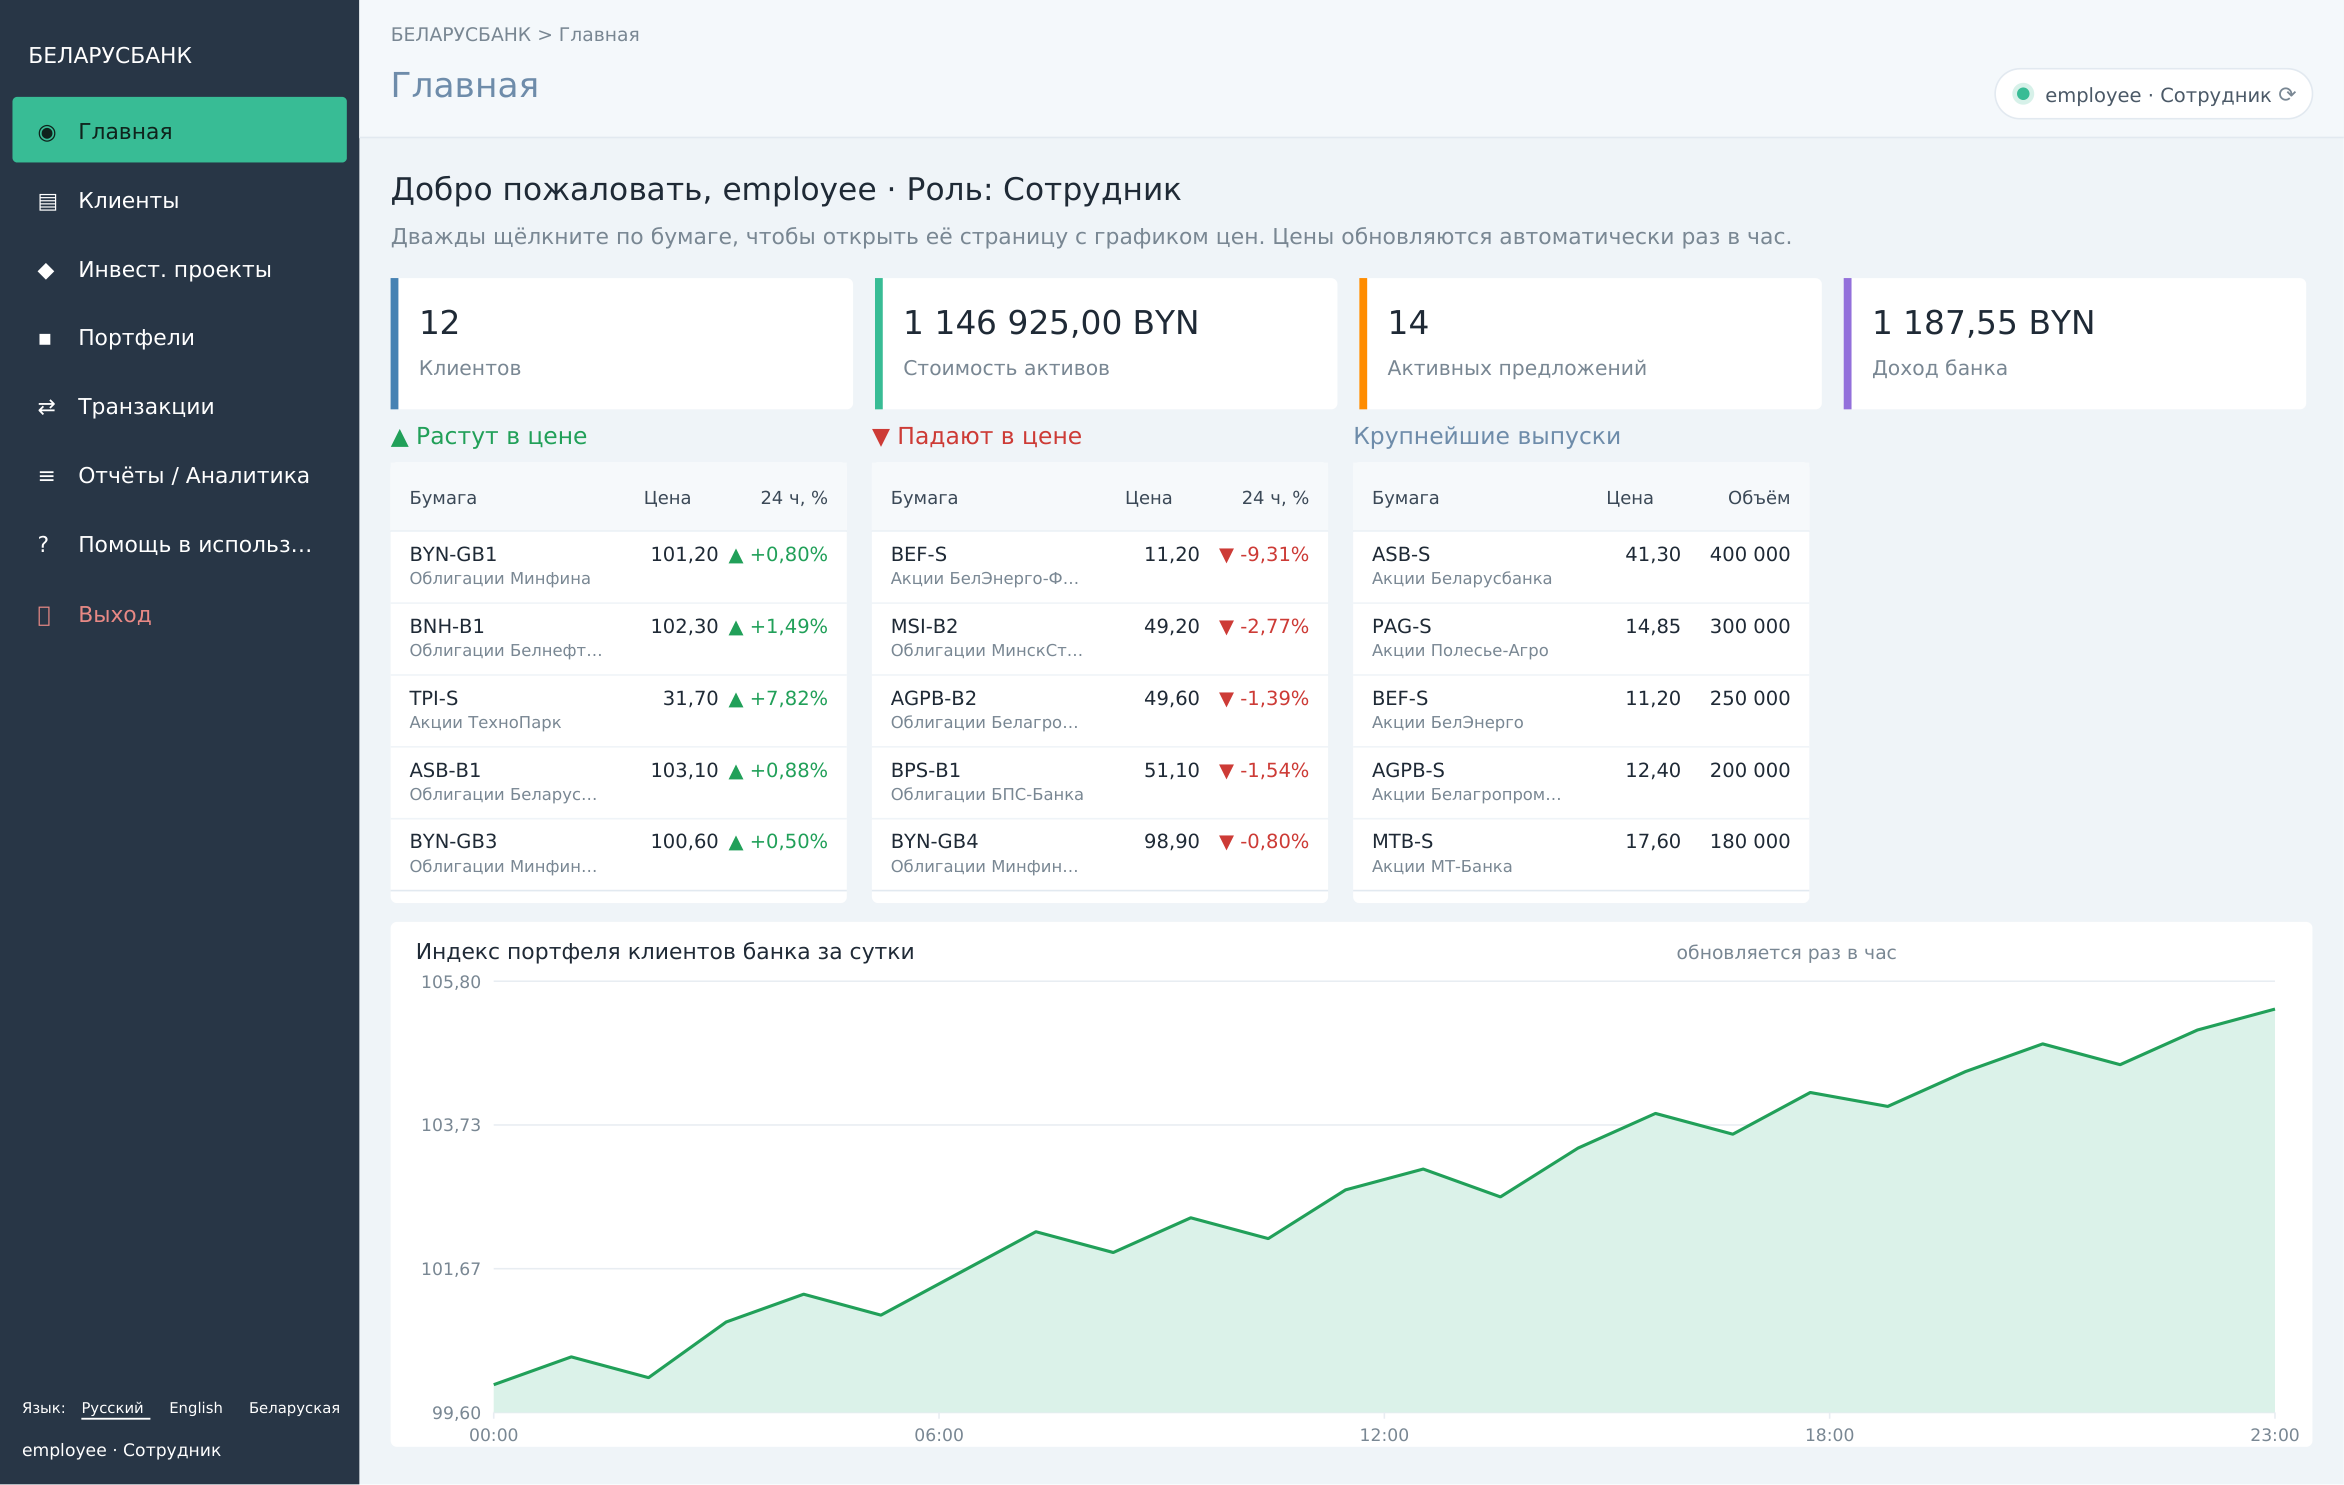 БЕЛАРУСБАНК
Главная
Клиенты
Инвест. проекты
Портфели
Транзакции
Отчёты / Аналитика
? Помощь в использ...
Выход
Язык: Русский English Беларуская
employee · Сотрудник
БЕЛАРУСБАНК > Главная
Главная
employee · Сотрудник
Добро пожаловать, employee · Роль: Сотрудник
Дважды щёлкните по бумаге, чтобы открыть её страницу с графиком цен. Цены обновляются автоматически раз в час.
12
Клиентов
1 146 925,00 BYN
Стоимость активов
14
Активных предложений
1 187,55 BYN
Доход банка
▲ Растут в цене
Бумага Цена 24 ч, %
BYN-GB1 101,20 ▲ +0,80%
Облигации Минфина
BNH-B1 102,30 ▲ +1,49%
Облигации Белнефт...
TPI-S 31,70 ▲ +7,82%
Акции ТехноПарк
ASB-B1 103,10 ▲ +0,88%
Облигации Беларус...
BYN-GB3 100,60 ▲ +0,50%
Облигации Минфин...
▼ Падают в цене
Бумага Цена 24 ч, %
BEF-S 11,20 ▼ -9,31%
Акции БелЭнерго-Ф...
MSI-B2 49,20 ▼ -2,77%
Облигации МинскСт...
AGPB-B2 49,60 ▼ -1,39%
Облигации Белагро...
BPS-B1 51,10 ▼ -1,54%
Облигации БПС-Банка
BYN-GB4 98,90 ▼ -0,80%
Облигации Минфин...
Крупнейшие выпуски
Бумага Цена Объём
ASB-S 41,30 400 000
Акции Беларусбанка
PAG-S 14,85 300 000
Акции Полесье-Агро
BEF-S 11,20 250 000
Акции БелЭнерго
AGPB-S 12,40 200 000
Акции Белагропром...
MTB-S 17,60 180 000
Акции МТ-Банка
Индекс портфеля клиентов банка за сутки
обновляется раз в час
105,80
103,73
101,67
99,60
00:00 06:00 12:00 18:00 23:00